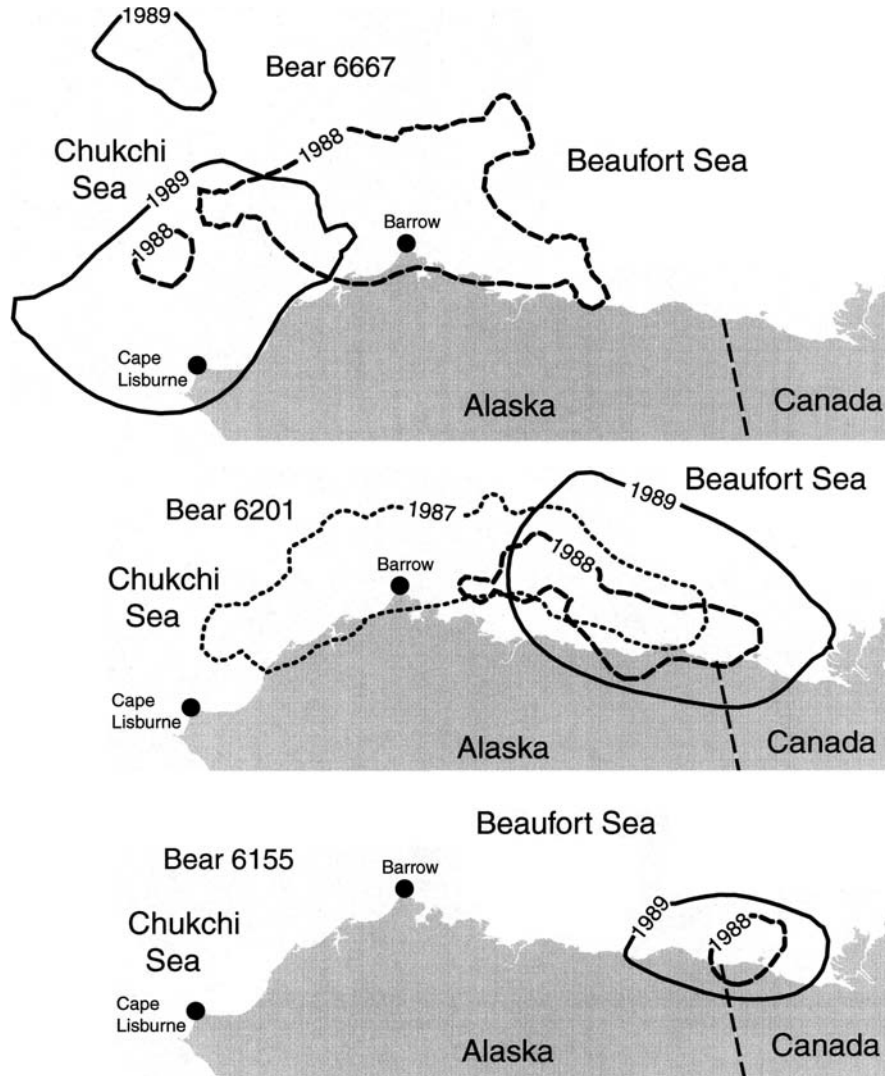 1989
Bear 6667
1988
Chukchi
Sea
1989
Beaufort Sea
Barrow
1988
Cape
Lisburne
Alaska
Canada
Beaufort Sea
1989
Bear 6201
1987
1988
Barrow
Chukchi
Sea
Cape
Lisburne
Alaska
Canada
Beaufort Sea
Bear 6155
Barrow
1989
1988
Chukchi
Sea
Cape
Lisburne
Alaska
Canada